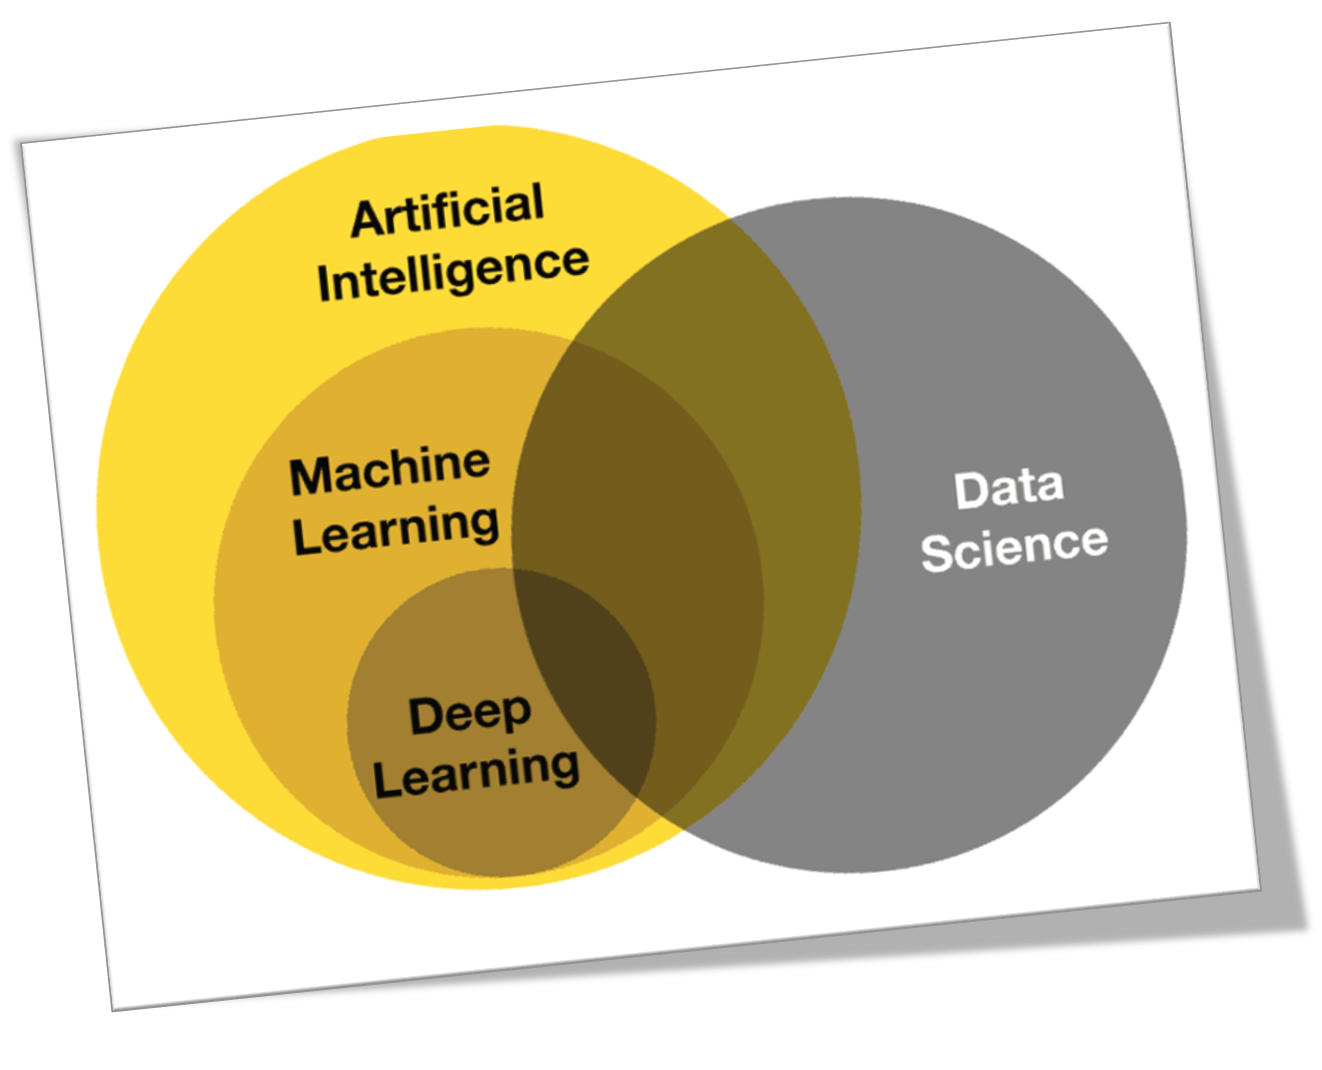 Artificial
Intelligence
Machine
Learning
Deep
Learning
Data
Science